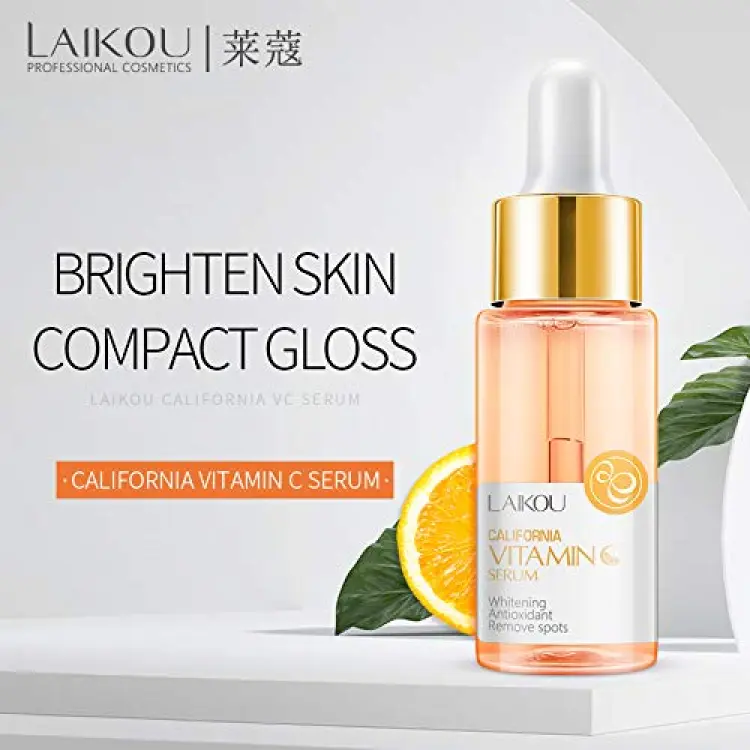 LAIKOU | 莱蔻
PROFESSIONAL COSMETICS
BRIGHTEN SKIN
COMPACT GLOSS
LAIKOU CALIFORNIA VC SERUM
· CALIFORNIA VITAMIN C SERUM ·
LAIKOU
CALIFORNIA
VITAMIN C
SERUM
Whitening
Antioxidant
Remove spots